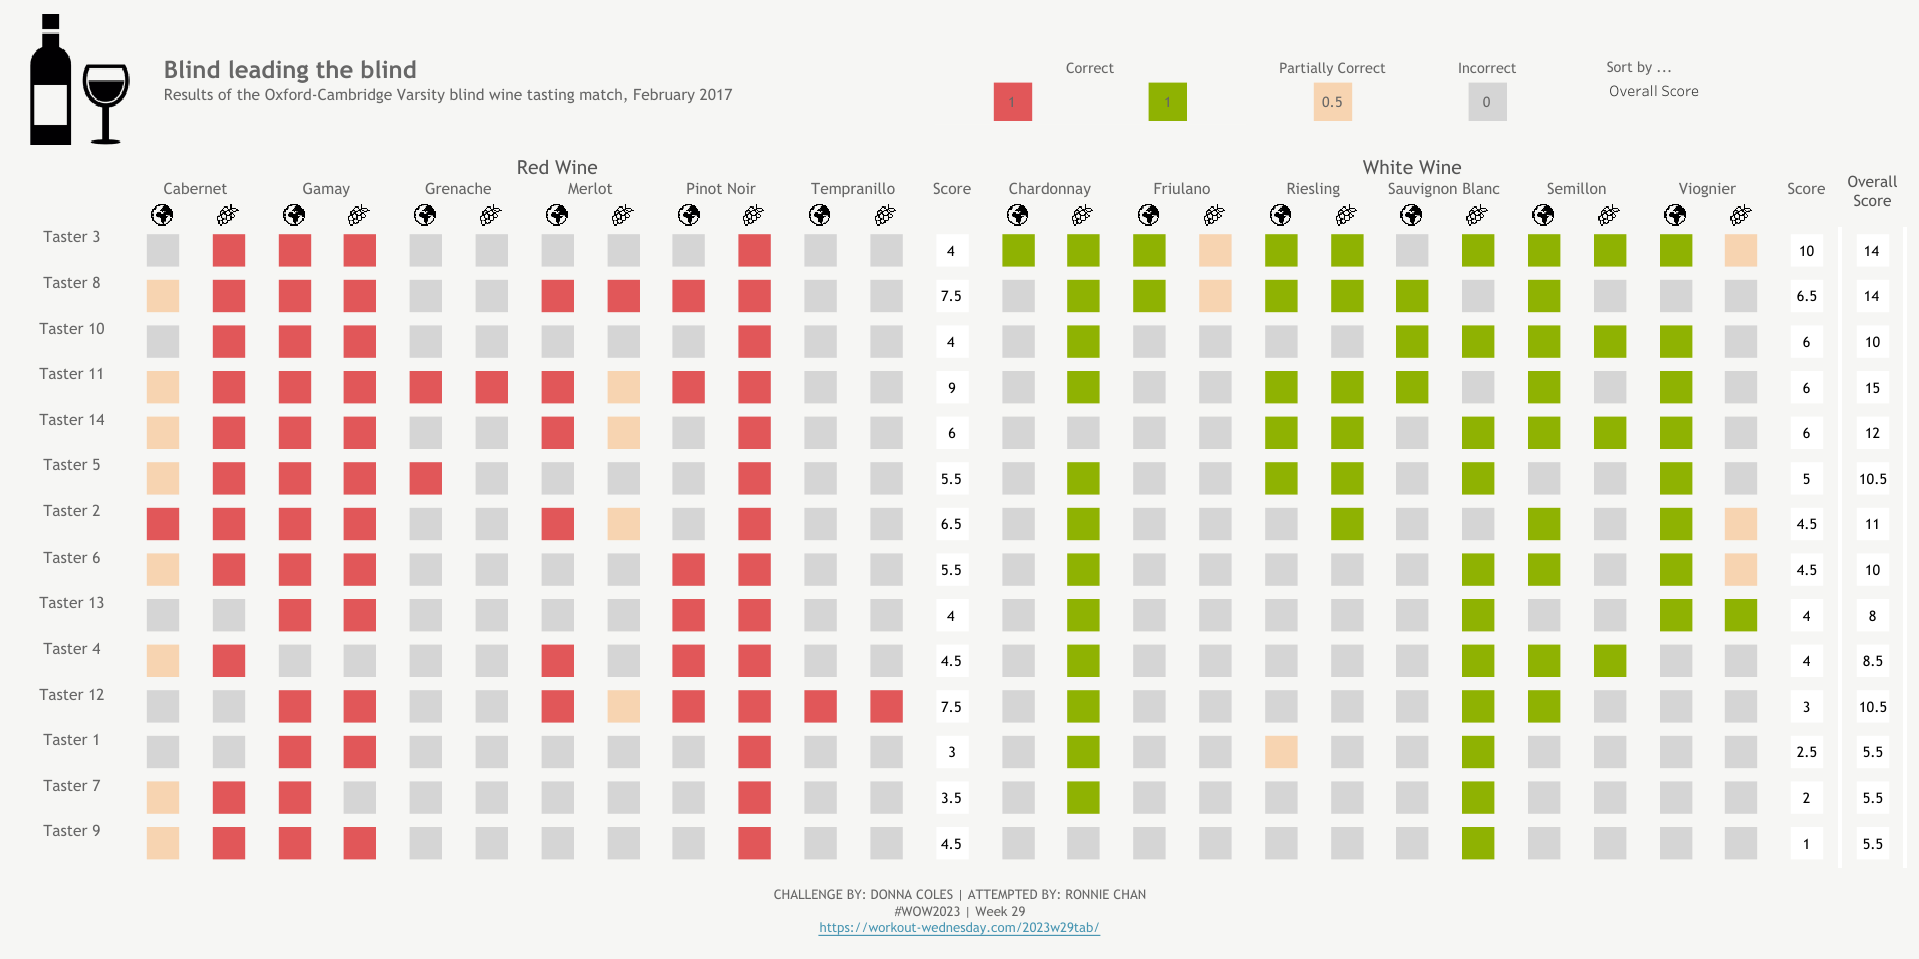 Blind leading the blind
Results of the Oxford-Cambridge Varsity blind wine tasting match, February 2017
Correct Partially Correct Incorrect Sort by ...
1 1 0.5 0 Overall Score
Red Wine White Wine
Cabernet Gamay Grenache Merlot Pinot Noir Tempranillo Score Chardonnay Friulano Riesling Sauvignon Blanc Semillon Viognier Score Overall Score
Taster 3 4 10 14
Taster 8 7.5 6.5 14
Taster 10 4 6 10
Taster 11 9 6 15
Taster 14 6 6 12
Taster 5 5.5 5 10.5
Taster 2 6.5 4.5 11
Taster 6 5.5 4.5 10
Taster 13 4 4 8
Taster 4 4.5 4 8.5
Taster 12 7.5 3 10.5
Taster 1 3 2.5 5.5
Taster 7 3.5 2 5.5
Taster 9 4.5 1 5.5
CHALLENGE BY: DONNA COLES | ATTEMPTED BY: RONNIE CHAN
#WOW2023 | Week 29
https://workout-wednesday.com/2023w29tab/